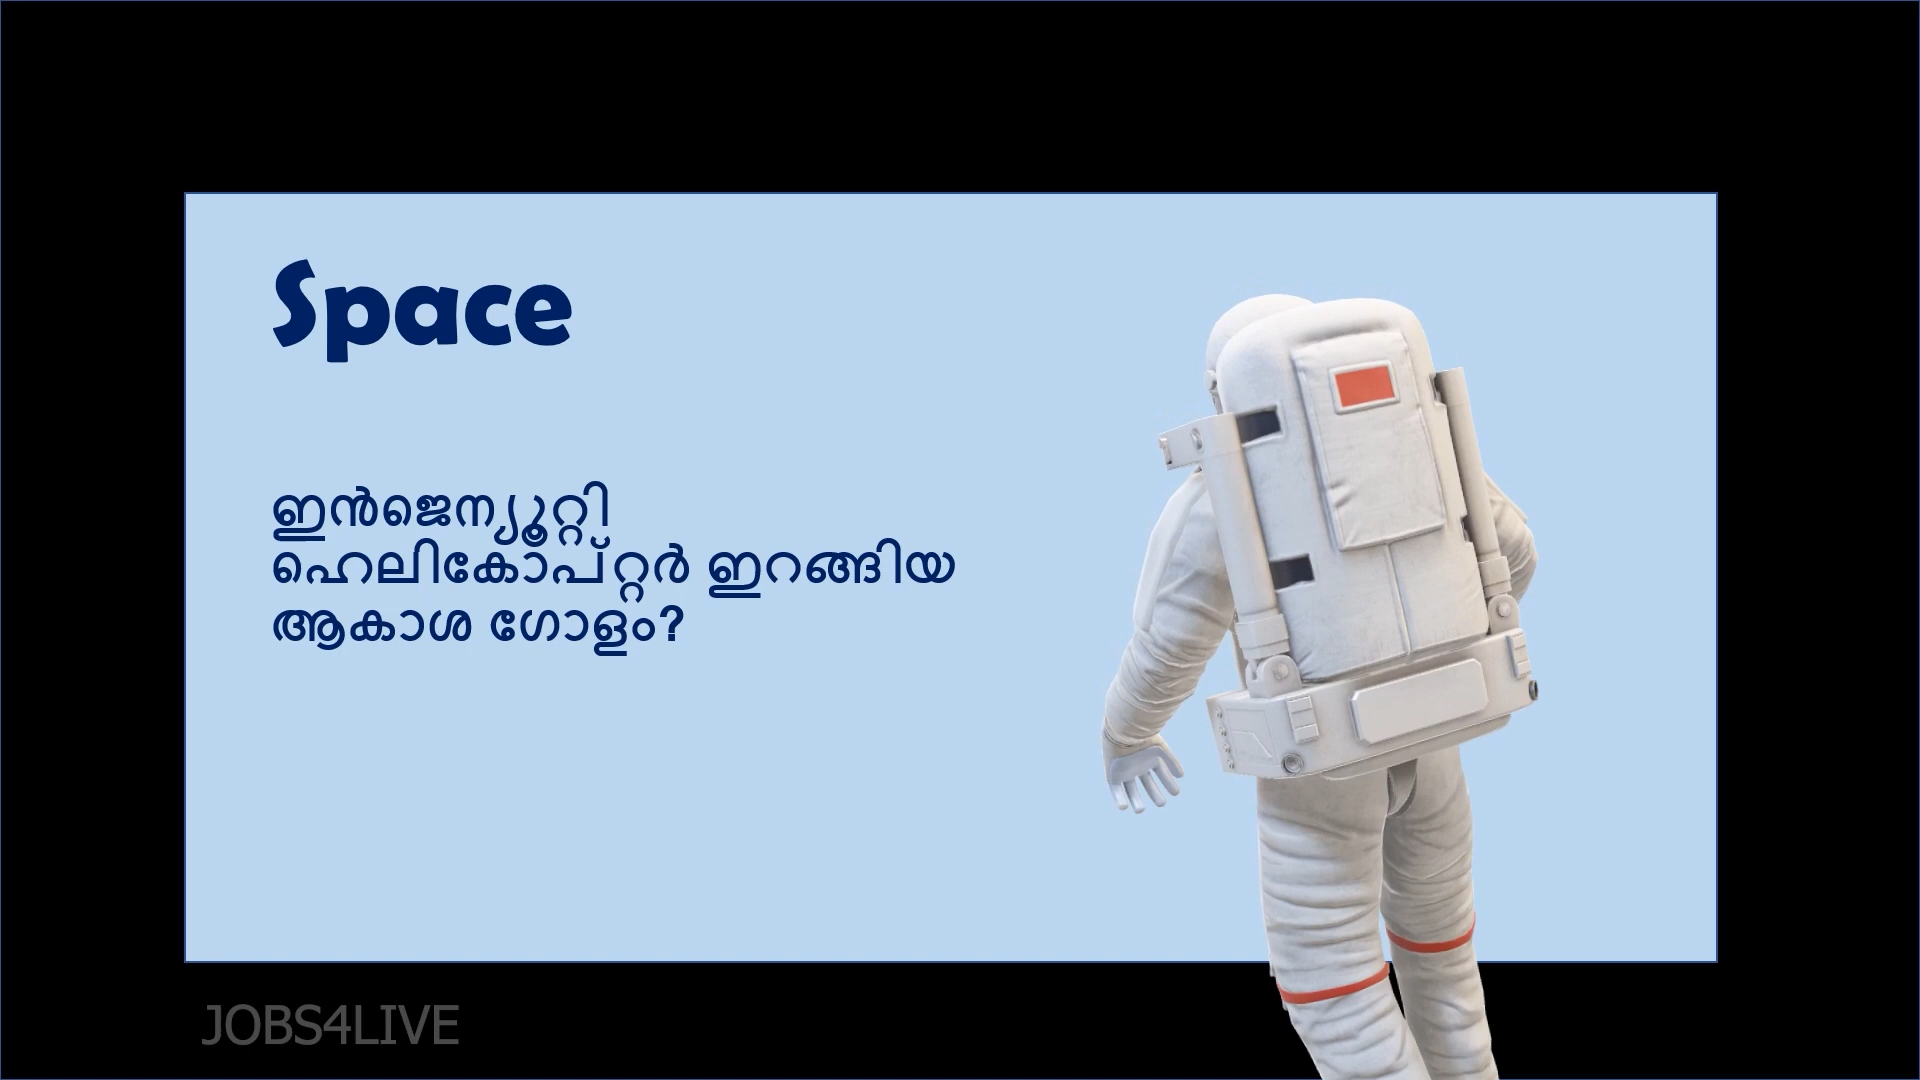 Space
ഇൻജെന്യൂറ്റി
ഹെലികോപ്റ്റർ ഇറങ്ങിയ
ആകാശ ഗോളം?
JOBS4LIVE